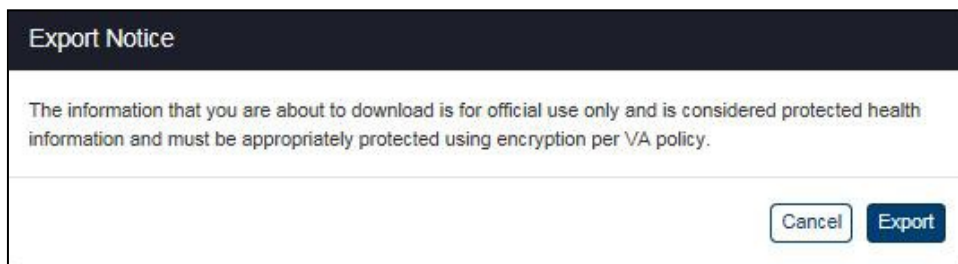 Export Notice
The information that you are about to download is for official use only and is considered protected health
information and must be appropriately protected using encryption per VA policy.
Cancel Export